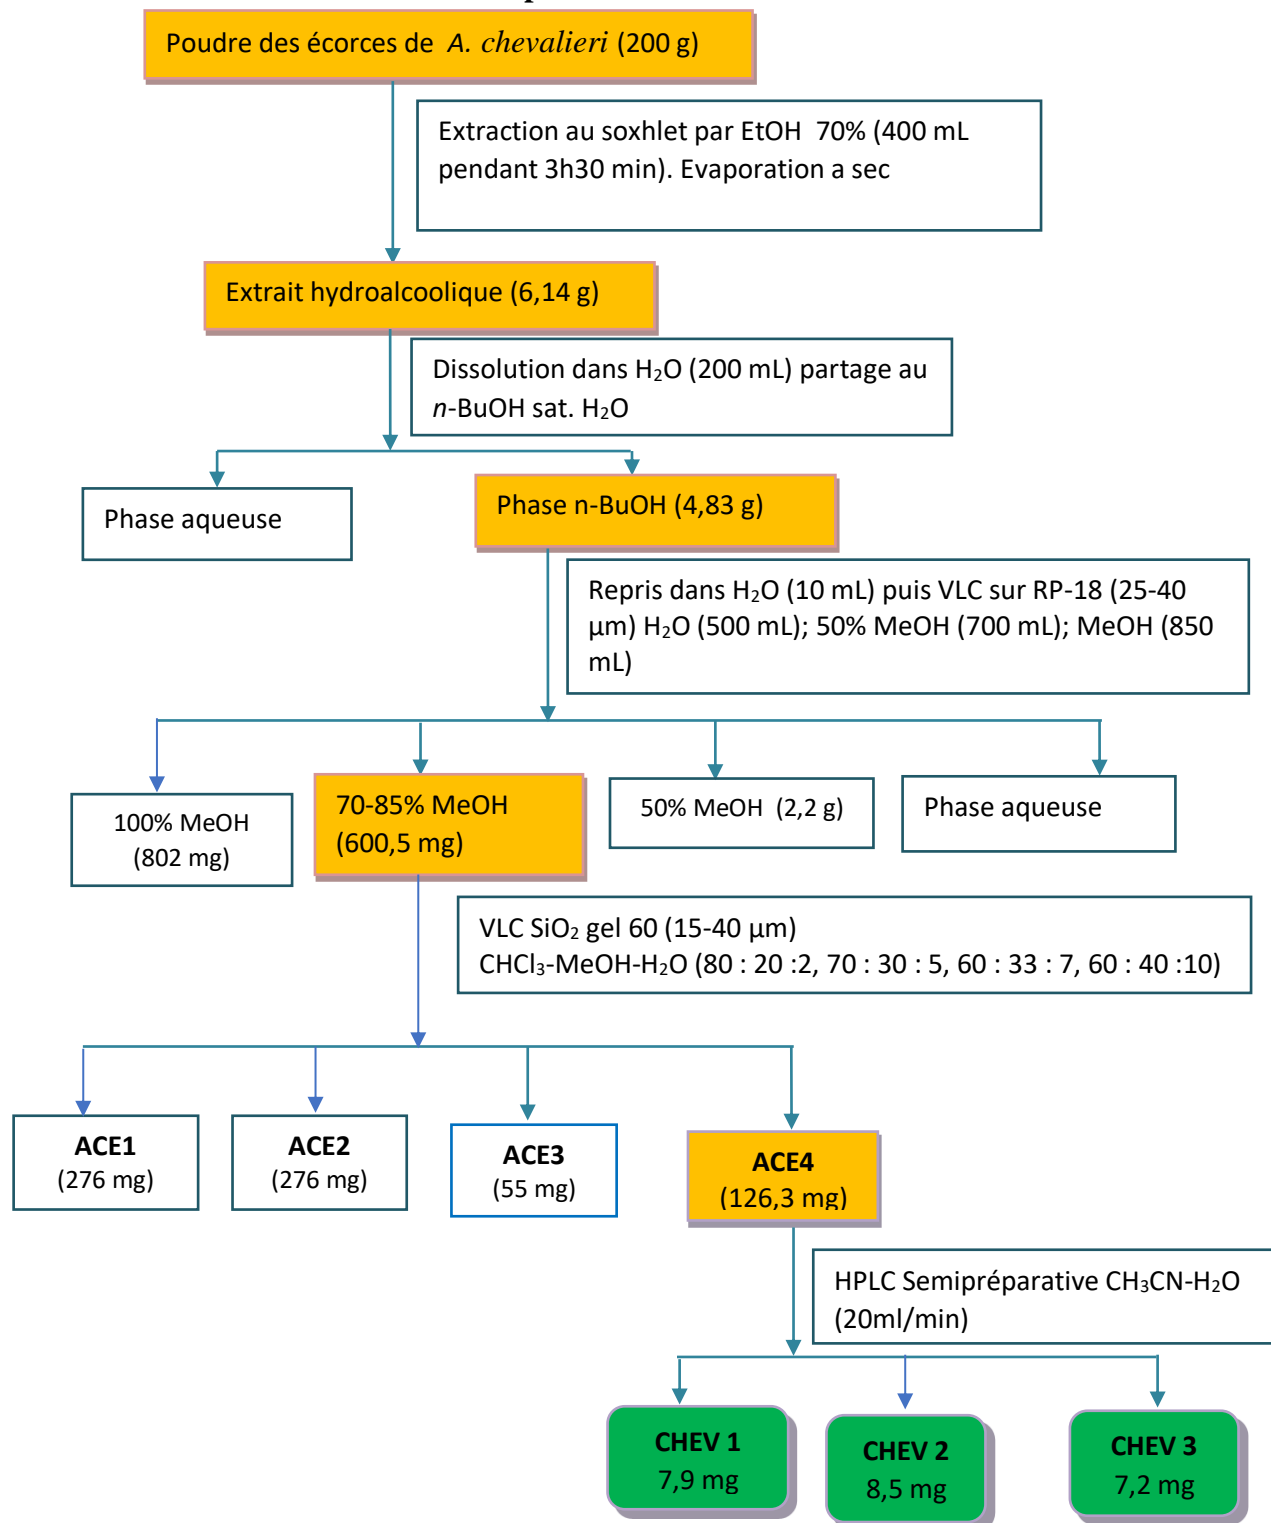 Poudre des écorces de A. chevalieri (200 g)
Extraction au soxhlet par EtOH 70% (400 mL
pendant 3h30 min). Evaporation a sec
Extrait hydroalcoolique (6,14 g)
Dissolution dans H₂O (200 mL) partage au
n-BuOH sat. H₂O
Phase aqueuse
Phase n-BuOH (4,83 g)
Repris dans H₂O (10 mL) puis VLC sur RP-18 (25-40
µm) H₂O (500 mL); 50% MeOH (700 mL); MeOH (850
mL)
100% MeOH
(802 mg)
70-85% MeOH
(600,5 mg)
50% MeOH (2,2 g)
Phase aqueuse
VLC SiO₂ gel 60 (15-40 µm)
CHCl₃-MeOH-H₂O (80 : 20 :2, 70 : 30 : 5, 60 : 33 : 7, 60 : 40 :10)
ACE1
(276 mg)
ACE2
(276 mg)
ACE3
(55 mg)
ACE4
(126,3 mg)
HPLC Semipréparative CH₃CN-H₂O
(20ml/min)
CHEV 1
7,9 mg
CHEV 2
8,5 mg
CHEV 3
7,2 mg